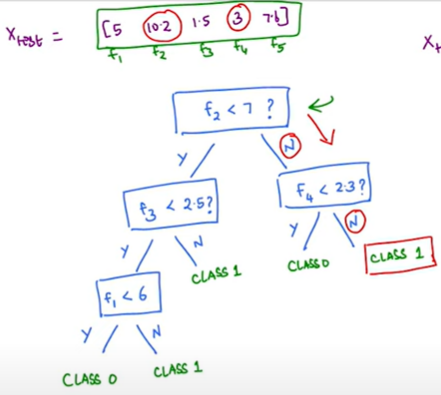 Xtest = [5 10.2 1.5 3 7.6]
f1 f2 f3 f4 f5
f2 < 7 ?
Y N
f3 < 2.5? f4 < 2.3?
Y N Y N
f1 < 6 CLASS 1 CLASS 0 CLASS 1
Y N
CLASS 0 CLASS 1